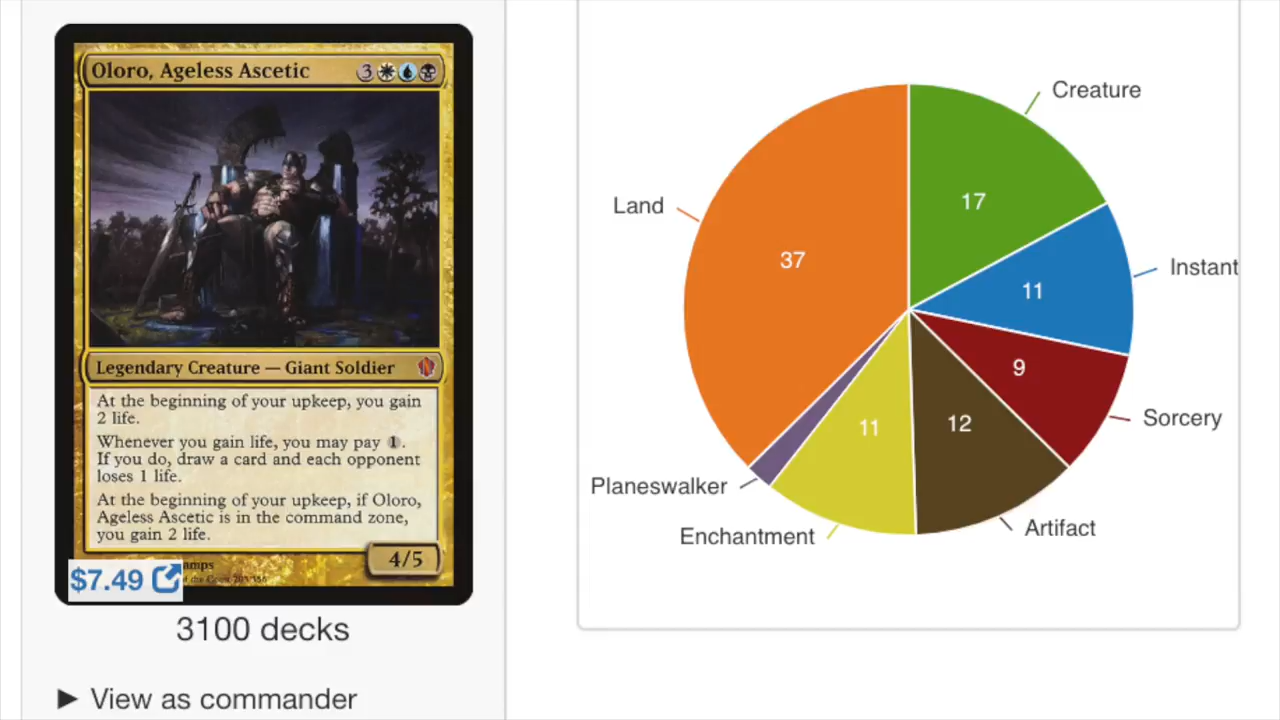 Oloro, Ageless Ascetic 3
Legendary Creature — Giant Soldier
At the beginning of your upkeep, you gain
2 life.
Whenever you gain life, you may pay 1.
If you do, draw a card and each opponent
loses 1 life.
At the beginning of your upkeep, if Oloro,
Ageless Ascetic is in the command zone,
you gain 2 life.
4/5
$7.49
3100 decks
► View as commander
Creature
17
Instant
11
9
Sorcery
12
Artifact
11
Enchantment
Planeswalker
Land
37